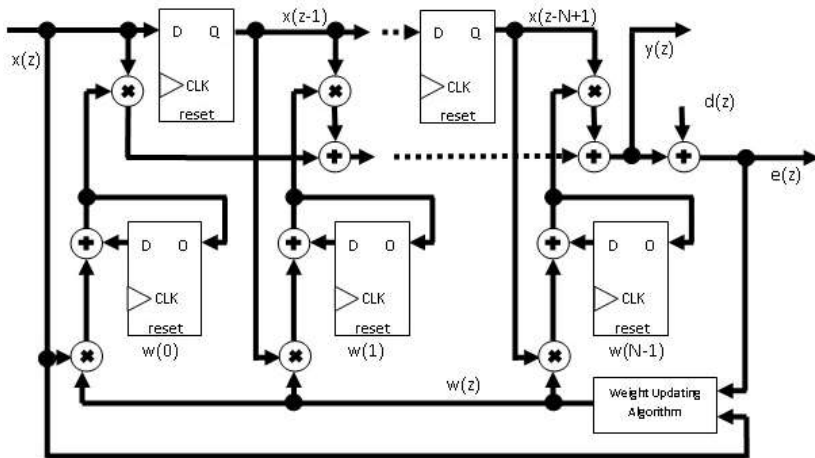 x(z)
D Q
CLK
reset
x(z-1)
D Q
CLK
reset
x(z-N+1)
y(z)
d(z)
e(z)
D O
CLK
reset
w(0)
D O
CLK
reset
w(1)
D O
CLK
reset
w(N-1)
w(z)
Weight Updating
Algorithm